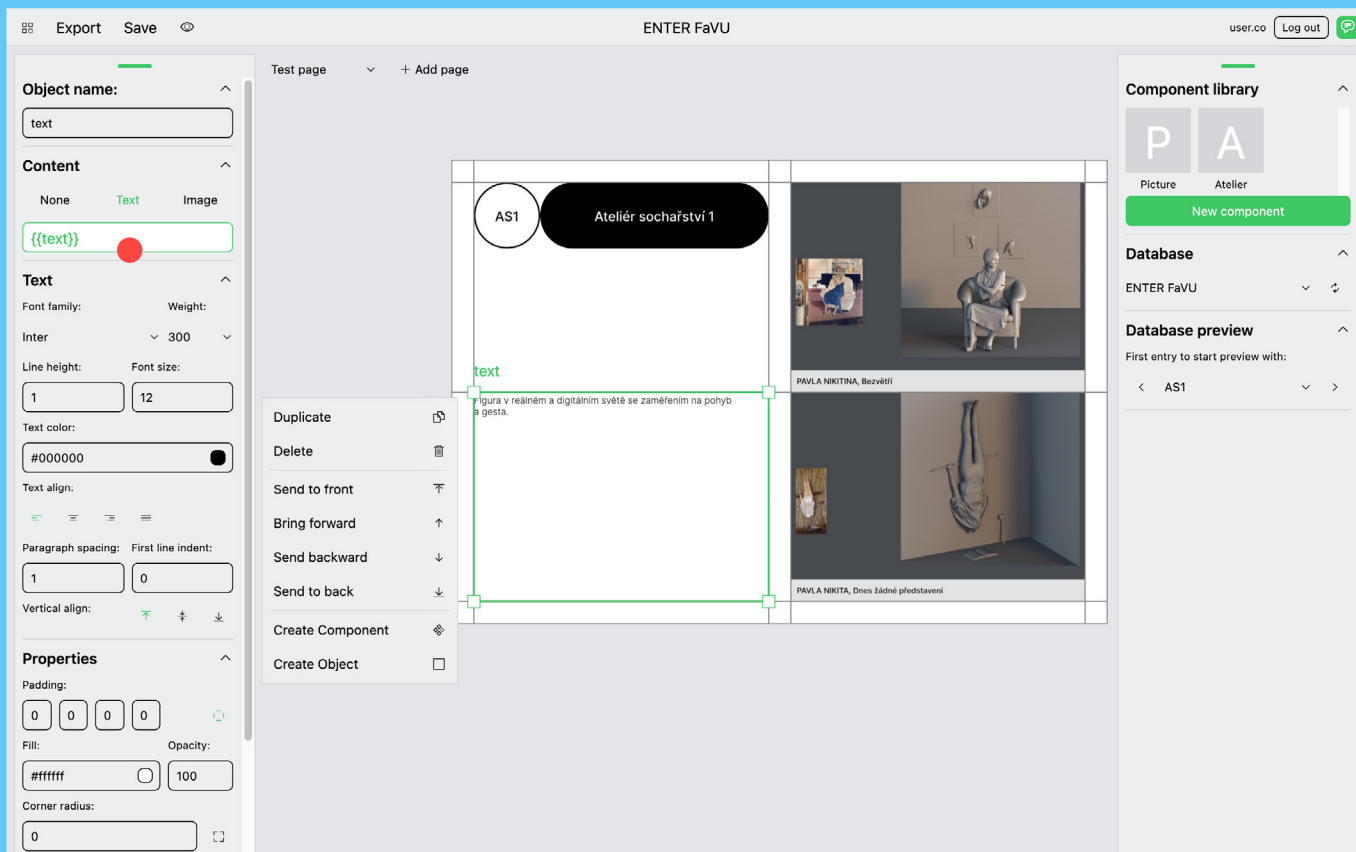 Export Save
ENTER FaVU
user.co Log out
Object name:
text
Content
None Text Image
{{text}}
Text
Font family: Weight:
Inter 300
Line height: Font size:
1 12
Text color:
#000000
Text align:
Paragraph spacing: First line indent:
1 0
Vertical align:
Properties
Padding:
0 0 0 0
Fill: Opacity:
#ffffff 100
Corner radius:
0
Test page + Add page
Duplicate
Delete
Send to front
Bring forward
Send backward
Send to back
Create Component
Create Object
AS1 Ateliér sochařství 1
text
Figura v reálném a digitálním světě se zaměřením na pohyb
a gesta.
PAVLA NIKITINA, Bezvětří
PAVLA NIKITA, Dnes žádné představení
Component library
P A
Picture Atelier
New component
Database
ENTER FaVU
Database preview
First entry to start preview with:
AS1